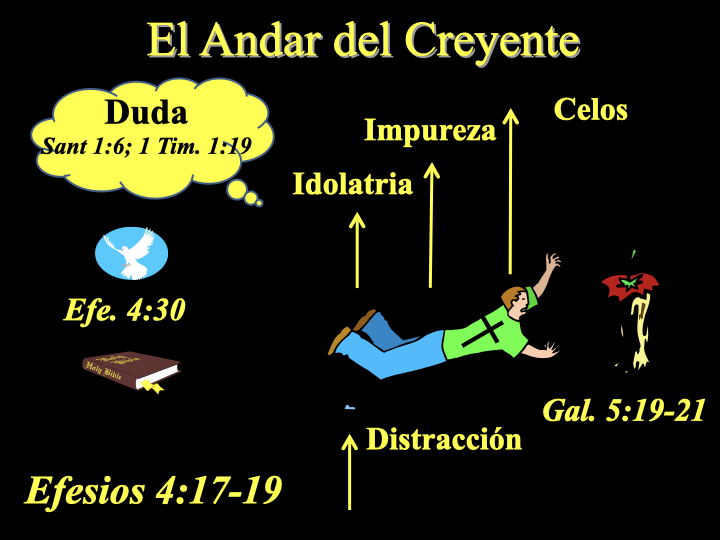 El Andar del Creyente
Duda
Sant 1:6; 1 Tim. 1:19
Celos
Impureza
Idolatria
Efe. 4:30
Holy Bible
Gal. 5:19-21
Distracción
Efesios 4:17-19